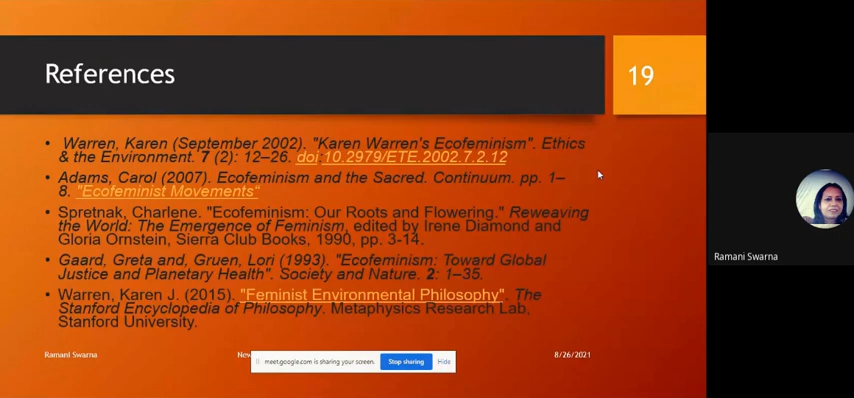 References
19
• Warren, Karen (September 2002). "Karen Warren's Ecofeminism". Ethics
& the Environment. 7 (2): 12–26. doi:10.2979/ETE.2002.7.2.12
• Adams, Carol (2007). Ecofeminism and the Sacred. Continuum. pp. 1–
8. "Ecofeminist Movements“
• Spretnak, Charlene. "Ecofeminism: Our Roots and Flowering." Reweaving
the World: The Emergence of Feminism, edited by Irene Diamond and
Gloria Ornstein, Sierra Club Books, 1990, pp. 3-14.
• Gaard, Greta and, Gruen, Lori (1993). "Ecofeminism: Toward Global
Justice and Planetary Health". Society and Nature. 2: 1–35.
• Warren, Karen J. (2015). "Feminist Environmental Philosophy". The
Stanford Encyclopedia of Philosophy. Metaphysics Research Lab,
Stanford University.
Ramani Swarna
8/26/2021
meet.google.com is sharing your screen.
Stop sharing
Hide
Ramani Swarna